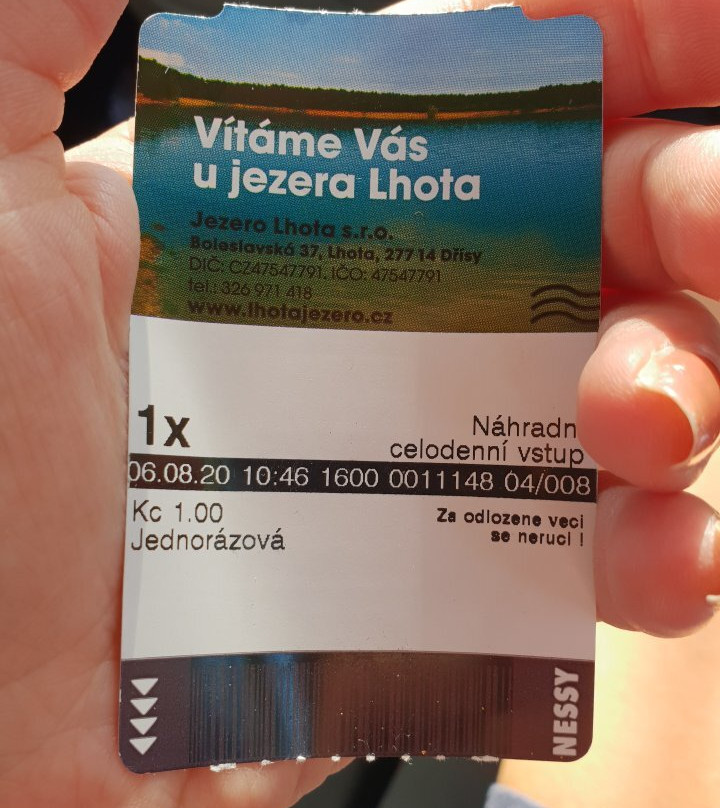 Vítáme Vás
u jezera Lhota
Jezero Lhota s.r.o.
Boleslavská 37, Lhota, 277 14 Dřísy
DIČ: CZ47547791, IČO: 47547791
tel.: 326 971 418
www.lhotajezero.cz
1x
Náhradn
celodenní vstup
06.08.20 10:46 1600 0011148 04/008
Kc 1.00
Jednorázová
Za odlozene veci
se neruci !
NESSY